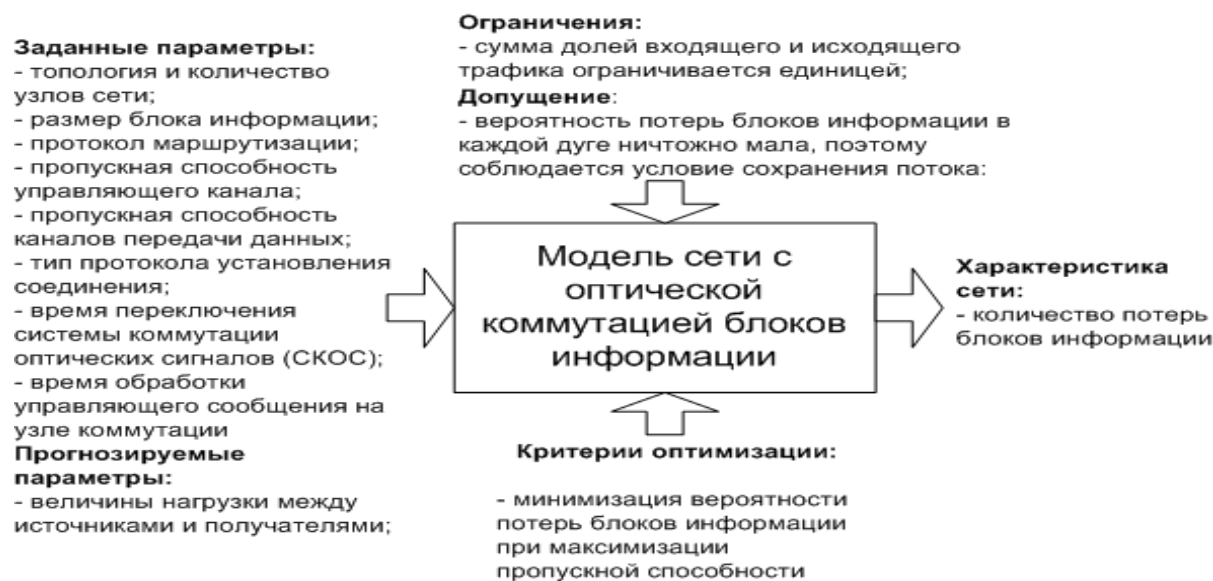 Заданные параметры:
- топология и количество
узлов сети;
- размер блока информации;
- протокол маршрутизации;
- пропускная способность
управляющего канала;
- пропускная способность
каналов передачи данных;
- тип протокола установления
соединения;
- время переключения
системы коммутации
оптических сигналов (СКОС);
- время обработки
управляющего сообщения на
узле коммутации
Прогнозируемые
параметры:
- величины нагрузки между
источниками и получателями;
Ограничения:
- сумма долей входящего и исходящего
трафика ограничивается единицей;
Допущение:
- вероятность потерь блоков информации в
каждой дуге ничтожно мала, поэтому
соблюдается условие сохранения потока:
Модель сети с
оптической
коммутацией блоков
информации
Характеристика
сети:
- количество потерь
блоков информации
Критерии оптимизации:
- минимизация вероятности
потерь блоков информации
при максимизации
пропускной способности